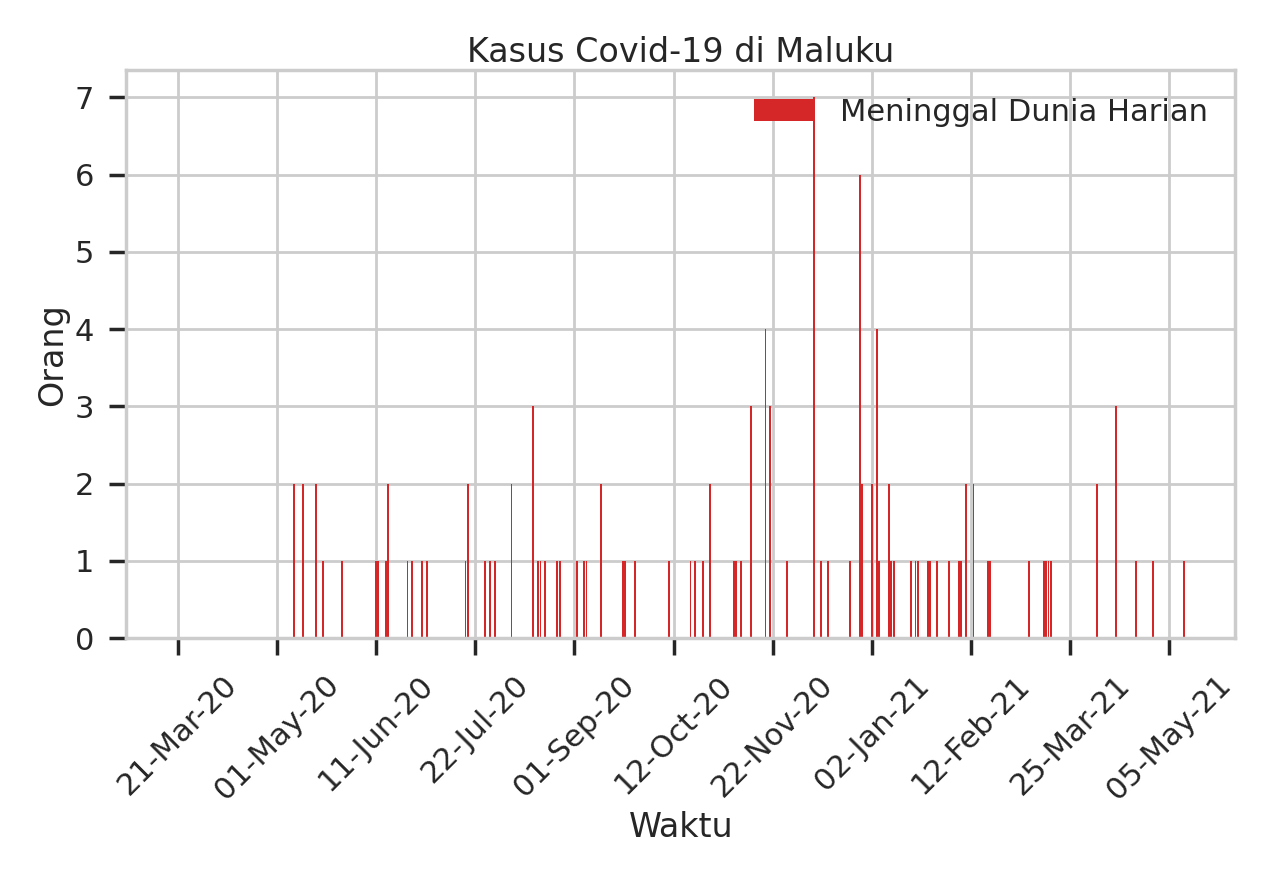 Kasus Covid-19 di Maluku
Meninggal Dunia Harian
Orang
7
6
5
4
3
2
1
0
21-Mar-20
01-May-20
11-Jun-20
22-Jul-20
01-Sep-20
12-Oct-20
22-Nov-20
02-Jan-21
12-Feb-21
25-Mar-21
05-May-21
Waktu